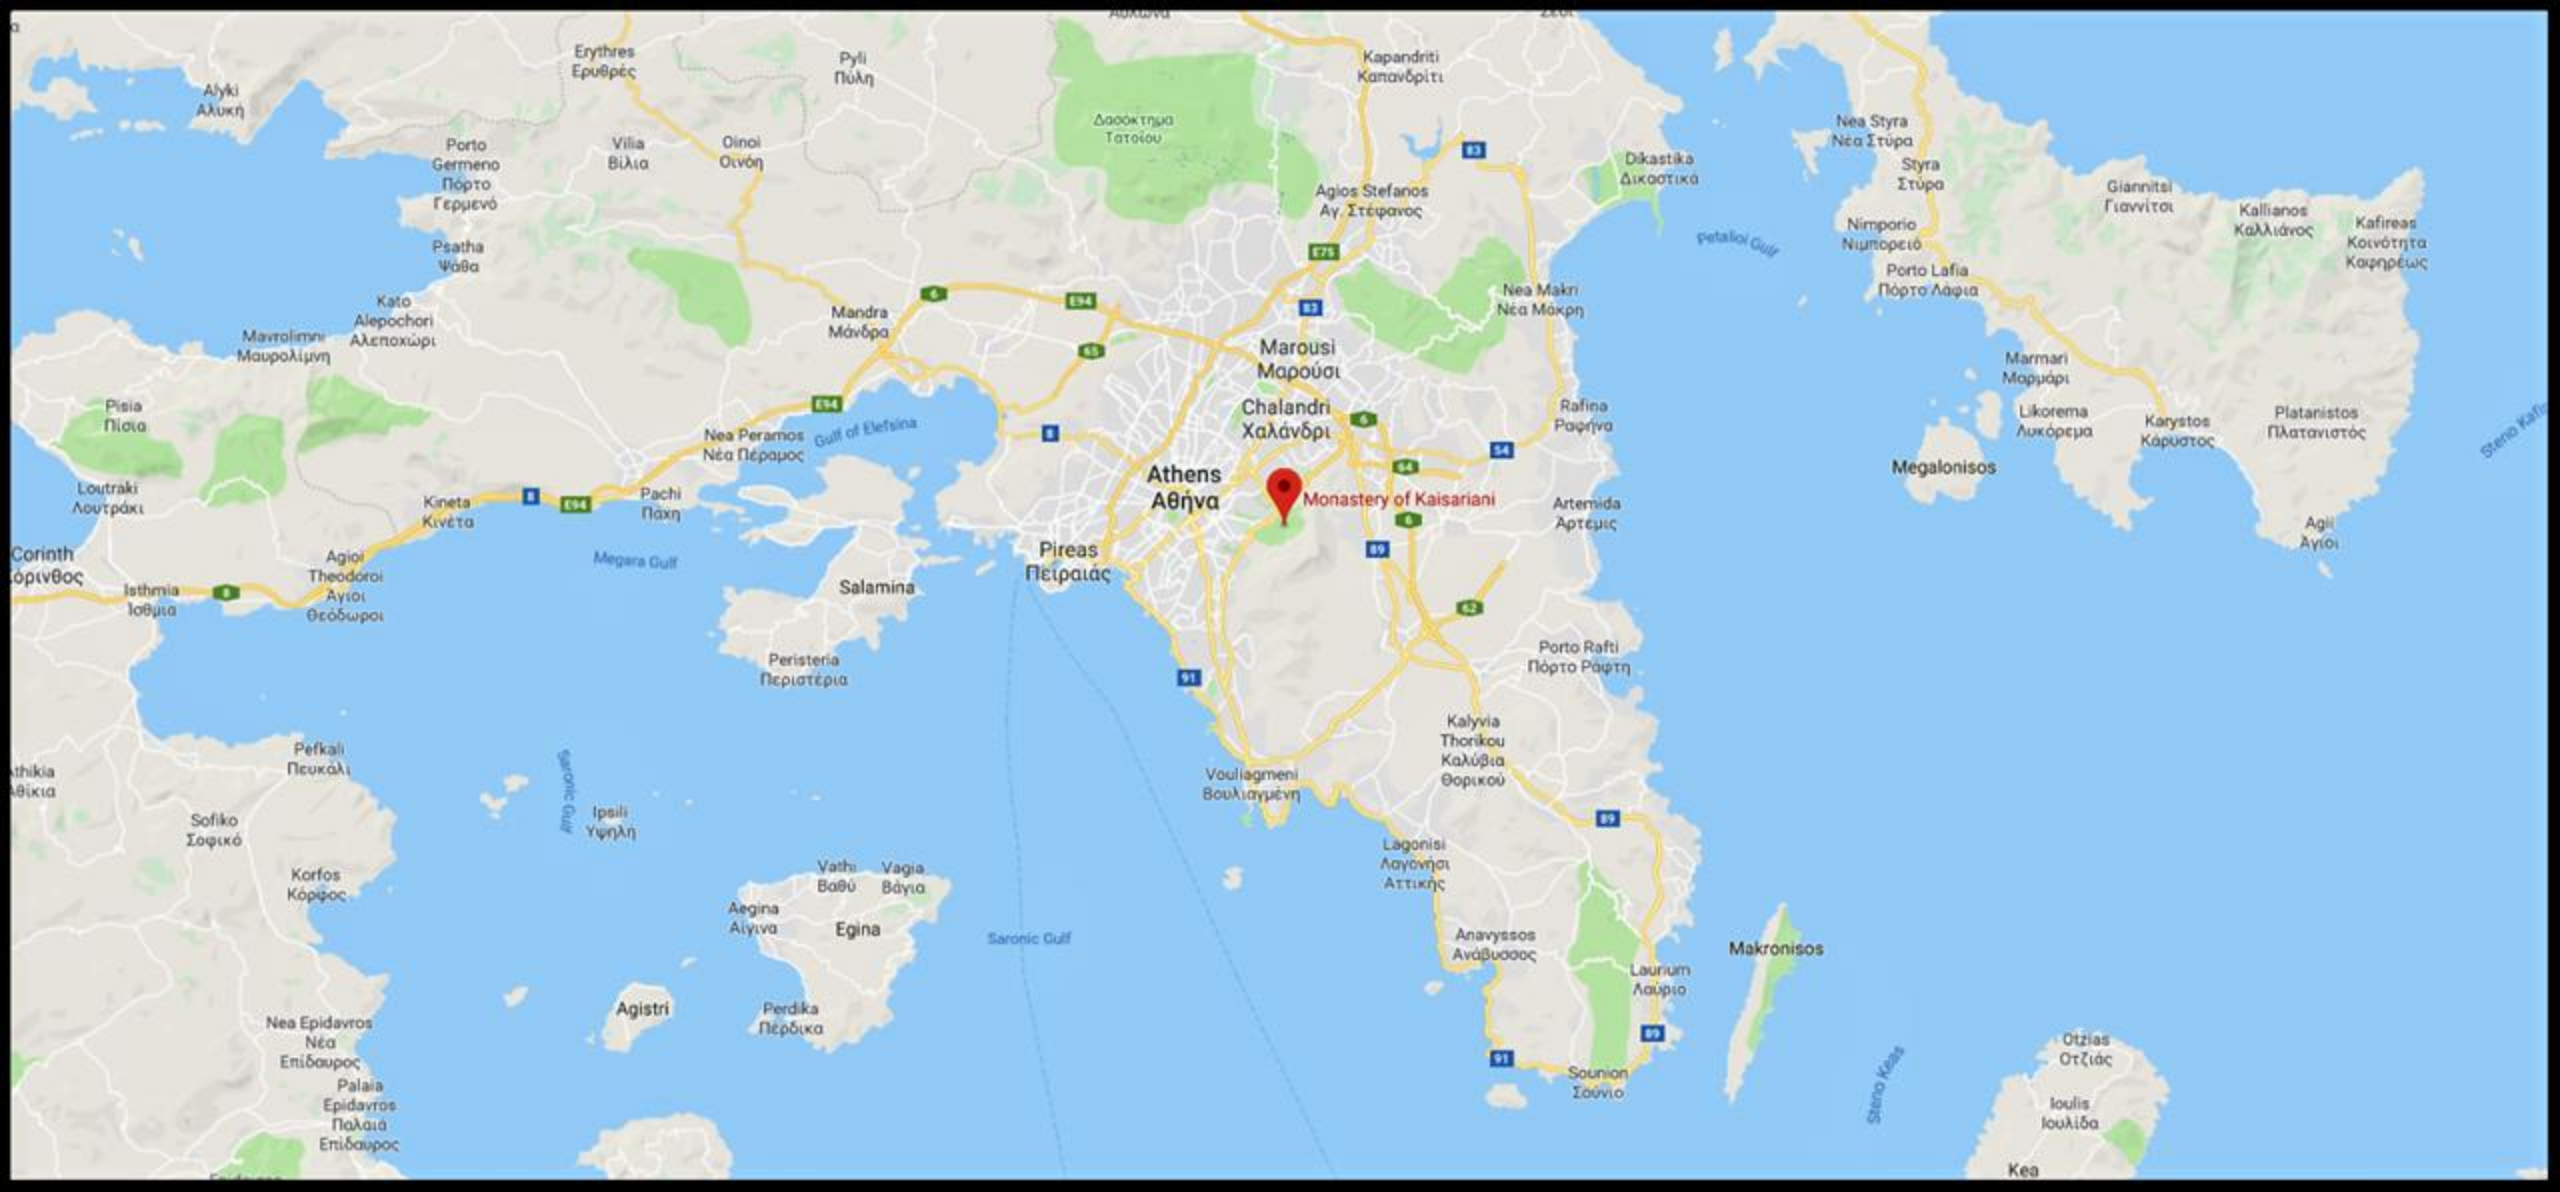 Erythres
Ερυθρές
Pyli
Πύλη
Kapandriti
Καπανδρίτι
Alyki
Αλυκή
Δασόκτημα
Τατοΐου
Nea Styra
Νέα Στύρα
Porto
Germeno
Πόρτο
Γερμενό
Vilia
Βίλια
Oinoi
Οινόη
83
Dikastika
Δικαστικά
Styra
Στύρα
Agios Stefanos
Αγ. Στέφανος
Giannitsi
Γιαννίτσι
Kallianos
Καλλιάνος
Kafireas
Κοινότητα
Καφηρέως
Nimporio
Νιμπορειό
Petalioi Gulf
Psatha
Ψάθα
E75
Porto Lafia
Πόρτο Λάφια
6
E94
83
Nea Makri
Νέα Μάκρη
Kato
Alepochori
Αλεποχώρι
Mandra
Μάνδρα
Mavrolimni
Μαυρολίμνη
65
Marousi
Μαρούσι
Marmari
Μαρμάρι
Pisia
Πίσια
E94
Gulf of Elefsina
Chalandri
Χαλάνδρι
6
Rafina
Ραφήνα
Likorema
Λυκόρεμα
Karystos
Κάρυστος
Platanistos
Πλατανιστός
Nea Peramos
Νέα Πέραμος
8
54
64
Megalonisos
Athens
Αθήνα
Monastery of Kaisariani
Loutraki
Λουτράκι
Kineta
Κινέτα
8
E94
Pachi
Πάχη
6
Artemida
Άρτεμις
Agii
Άγιοι
Corinth
όρινθος
Megara Gulf
Pireas
Πειραιάς
89
Agioi
Theodoroi
Άγιοι
Θεόδωροι
Isthmia
Ίσθμια
8
Salamina
62
Peristeria
Περιστέρια
91
Porto Rafti
Πόρτο Ράφτη
Pefkali
Πευκάλι
Kalyvia
Thorikou
Καλύβια
Θορικού
thikia
θίκια
Saronic Gulf
Vouliagmeni
Βουλιαγμένη
Sofiko
Σοφικό
Ipsili
Υψηλή
89
Lagonisi
Λαγονήσι
Αττικής
Korfos
Κόρφος
Vathi
Βαθύ
Vagia
Βάγια
Aegina
Αίγινα
Egina
Saronic Gulf
Anavyssos
Ανάβυσσος
Makronisos
Laurium
Λαύριο
Agistri
Perdika
Πέρδικα
Nea Epidavros
Νέα
Επίδαυρος
89
91
Otzias
Οτζιάς
Steno Keas
Sounion
Σούνιο
Palaia
Epidavros
Παλαιά
Επίδαυρος
Ioulis
Ιουλίδα
Kea